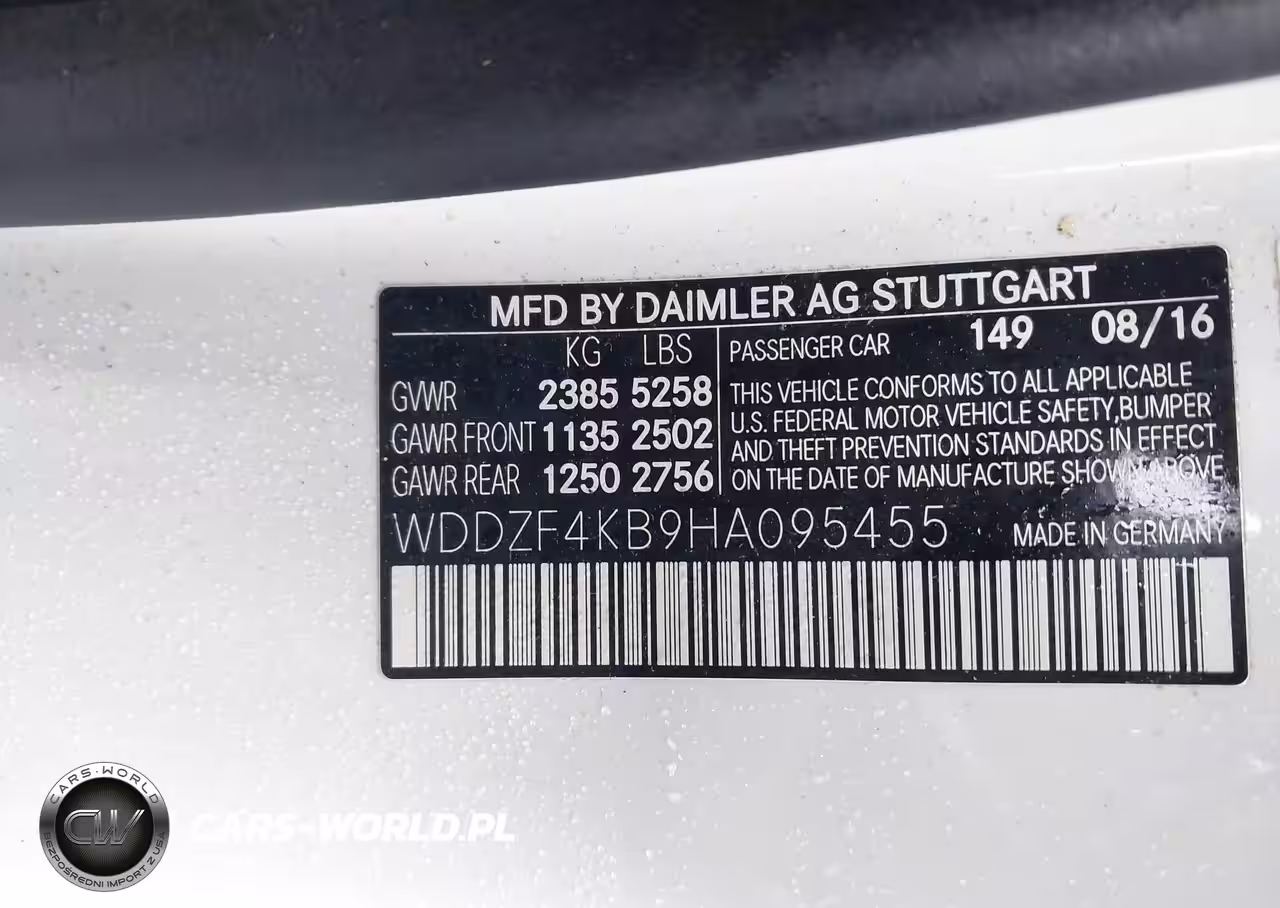 MFD BY DAIMLER AG STUTTGART
KG LBS
GVWR 2385 5258
GAWR FRONT 1135 2502
GAWR REAR 1250 2756
PASSENGER CAR 149 08/16
THIS VEHICLE CONFORMS TO ALL APPLICABLE
U.S. FEDERAL MOTOR VEHICLE SAFETY, BUMPER
AND THEFT PREVENTION STANDARDS IN EFFECT
ON THE DATE OF MANUFACTURE SHOWN ABOVE
WDDZF4KB9HA095455
MADE IN GERMANY
CARS-WORLD
CW
BEZPOŚREDNI IMPORT Z USA
CARS-WORLD.PL